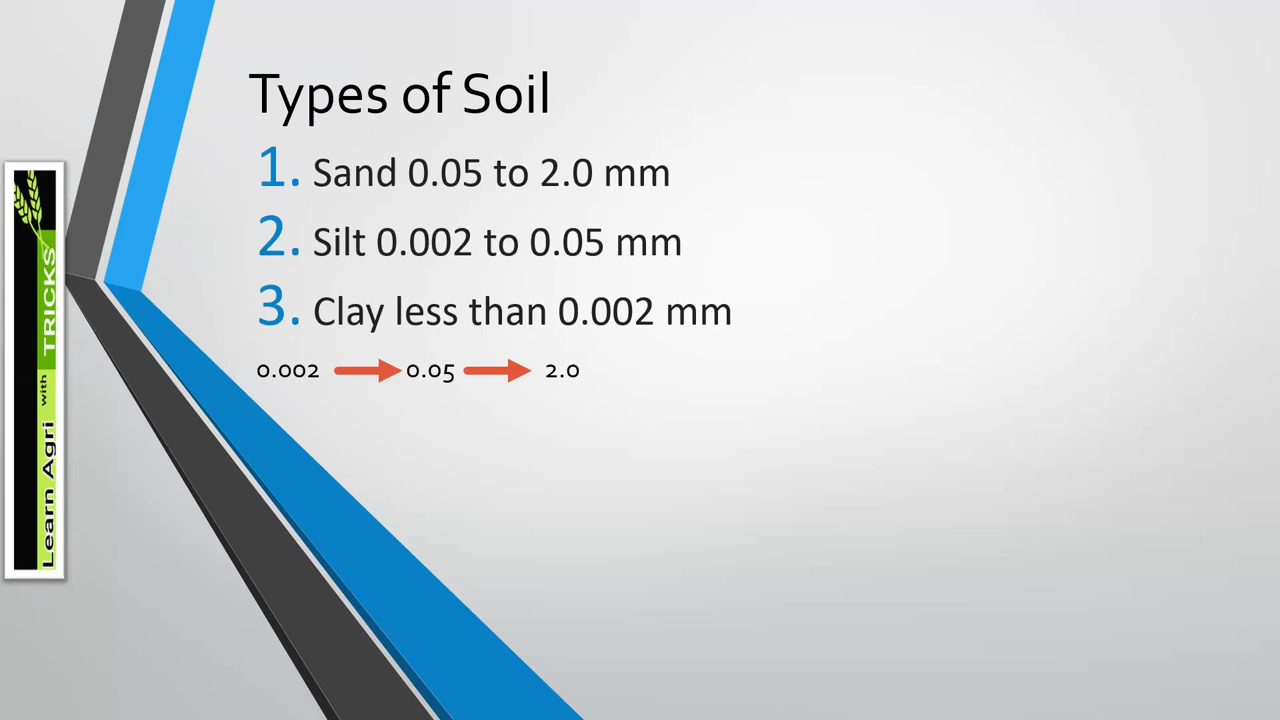 Types of Soil
1. Sand 0.05 to 2.0 mm
2. Silt 0.002 to 0.05 mm
3. Clay less than 0.002 mm
0.002 0.05 2.0
Learn Agri with TRICKS